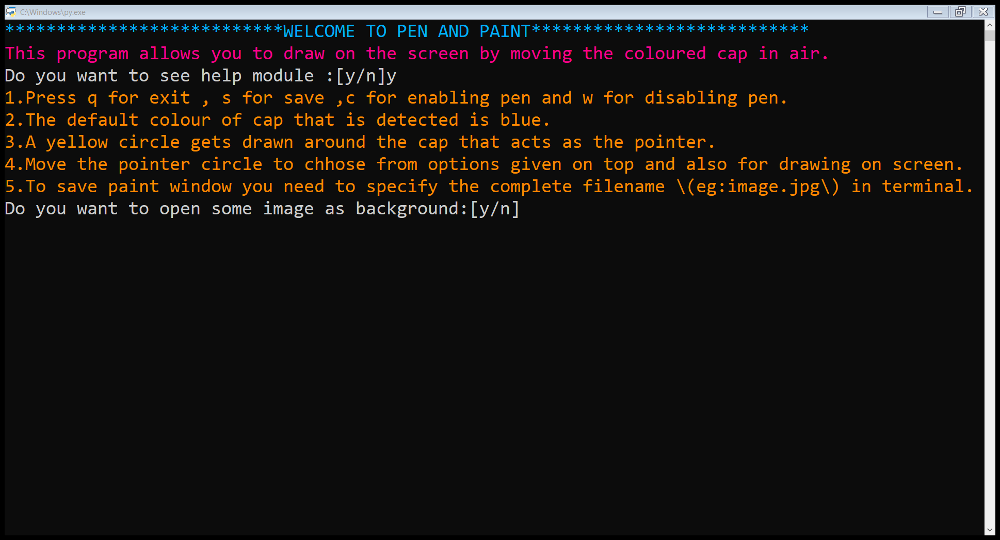 C:\Windows\py.exe
***************************WELCOME TO PEN AND PAINT***************************
This program allows you to draw on the screen by moving the coloured cap in air.
Do you want to see help module :[y/n]y
1.Press q for exit , s for save ,c for enabling pen and w for disabling pen.
2.The default colour of cap that is detected is blue.
3.A yellow circle gets drawn around the cap that acts as the pointer.
4.Move the pointer circle to chhose from options given on top and also for drawing on screen.
5.To save paint window you need to specify the complete filename \(eg:image.jpg\) in terminal.
Do you want to open some image as background:[y/n]